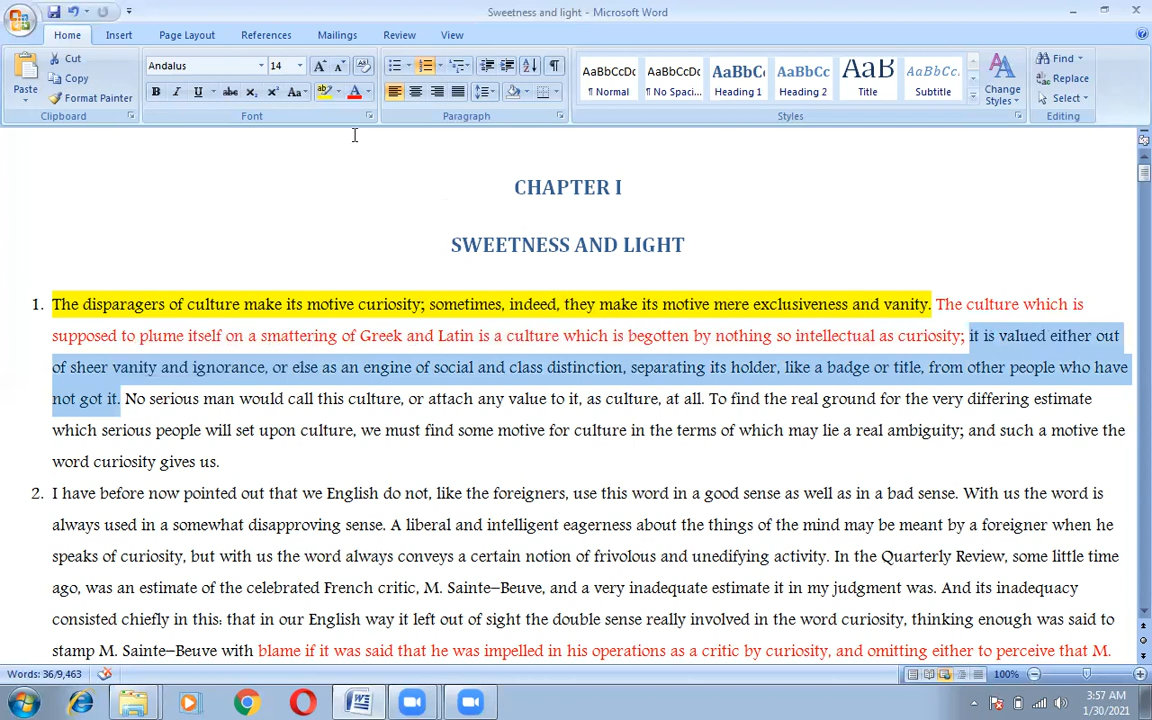 Sweetness and light - Microsoft Word
Home Insert Page Layout References Mailings Review View
Paste
Cut
Copy
Format Painter
Clipboard
Andalus 14
B I U abc X₂ X² Aa A
Font
Paragraph
AaBbCcDc AaBbCcDc AaBbC AaBbCc AaB AaBbCc.
¶ Normal ¶ No Spaci... Heading 1 Heading 2 Title Subtitle
Change Styles
Styles
Find
Replace
Select
Editing
CHAPTER I
SWEETNESS AND LIGHT
1. The disparagers of culture make its motive curiosity; sometimes, indeed, they make its motive mere exclusiveness and vanity. The culture which is
supposed to plume itself on a smattering of Greek and Latin is a culture which is begotten by nothing so intellectual as curiosity; it is valued either out
of sheer vanity and ignorance, or else as an engine of social and class distinction, separating its holder, like a badge or title, from other people who have
not got it. No serious man would call this culture, or attach any value to it, as culture, at all. To find the real ground for the very differing estimate
which serious people will set upon culture, we must find some motive for culture in the terms of which may lie a real ambiguity; and such a motive the
word curiosity gives us.
2. I have before now pointed out that we English do not, like the foreigners, use this word in a good sense as well as in a bad sense. With us the word is
always used in a somewhat disapproving sense. A liberal and intelligent eagerness about the things of the mind may be meant by a foreigner when he
speaks of curiosity, but with us the word always conveys a certain notion of frivolous and unedifying activity. In the Quarterly Review, some little time
ago, was an estimate of the celebrated French critic, M. Sainte-Beuve, and a very inadequate estimate it in my judgment was. And its inadequacy
consisted chiefly in this: that in our English way it left out of sight the double sense really involved in the word curiosity, thinking enough was said to
stamp M. Sainte-Beuve with blame if it was said that he was impelled in his operations as a critic by curiosity, and omitting either to perceive that M.
Words: 36/9,463
100%
3:57 AM
1/30/2021